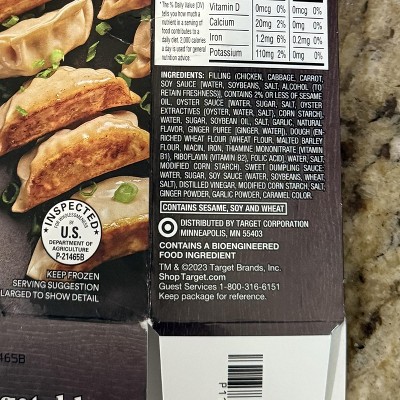 *The % Daily Value (DV)
tells you how much a
nutrient in a serving of
food contributes to a
daily diet. 2,000 calories
a day is used for general
nutrition advice.
Vitamin D 0mcg 0% 0mcg 0%
Calcium 20mg 2% 0mg 0%
Iron 1.2mg 6% 0.2mg 0%
Potassium 110mg 2% 0mg 0%
INGREDIENTS: FILLING (CHICKEN, CABBAGE, CARROT,
SOY SAUCE [WATER, SOYBEANS, SALT, ALCOHOL (TO
RETAIN FRESHNESS)], CONTAINS 2% OR LESS OF SESAME
OIL, OYSTER SAUCE [WATER, SUGAR, SALT, OYSTER
EXTRACTIVES (OYSTER, WATER, SALT), CORN STARCH],
WATER, SUGAR, SOYBEAN OIL, SALT, GARLIC, NATURAL
FLAVOR, GINGER PUREE [GINGER, WATER]), DOUGH (EN-
RICHED WHEAT FLOUR [WHEAT FLOUR, MALTED BARLEY
FLOUR, NIACIN, IRON, THIAMINE MONONITRATE (VITAMIN
B1), RIBOFLAVIN (VITAMIN B2), FOLIC ACID], WATER, SALT,
MODIFIED CORN STARCH). SWEET DUMPLING SAUCE:
WATER, SUGAR, SOY SAUCE (WATER, SOYBEANS, WHEAT,
SALT), DISTILLED VINEGAR, MODIFIED CORN STARCH, SALT,
GINGER POWDER, GARLIC POWDER, CARAMEL COLOR.
CONTAINS SESAME, SOY AND WHEAT
DISTRIBUTED BY TARGET CORPORATION
MINNEAPOLIS, MN 55403
CONTAINS A BIOENGINEERED
FOOD INGREDIENT
TM & ©2023 Target Brands, Inc.
ShopTarget.com
Guest Services 1-800-316-6151
Keep package for reference.
INSPECTED
FOR WHOLESOMENESS BY
U.S.
DEPARTMENT OF
AGRICULTURE
P-21465B
KEEP FROZEN
SERVING SUGGESTION
LARGED TO SHOW DETAIL
465B